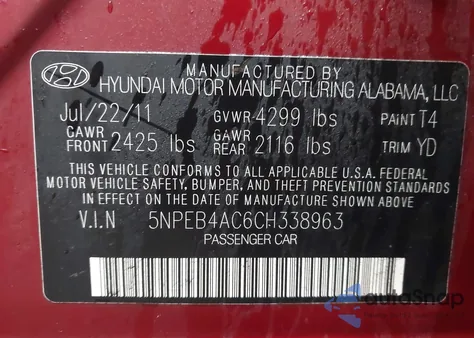 MANUFACTURED BY
HYUNDAI MOTOR MANUFACTURING ALABAMA, LLC
Jul/22/11 GVWR 4299 lbs PAINT T4
GAWR FRONT 2425 lbs GAWR REAR 2116 lbs TRIM YD
THIS VEHICLE CONFORMS TO ALL APPLICABLE U.S.A. FEDERAL
MOTOR VEHICLE SAFETY, BUMPER, AND THEFT PREVENTION STANDARDS
IN EFFECT ON THE DATE OF MANUFACTURE SHOWN ABOVE.
V.I.N 5NPEB4AC6CH338963
PASSENGER CAR
autoSnap